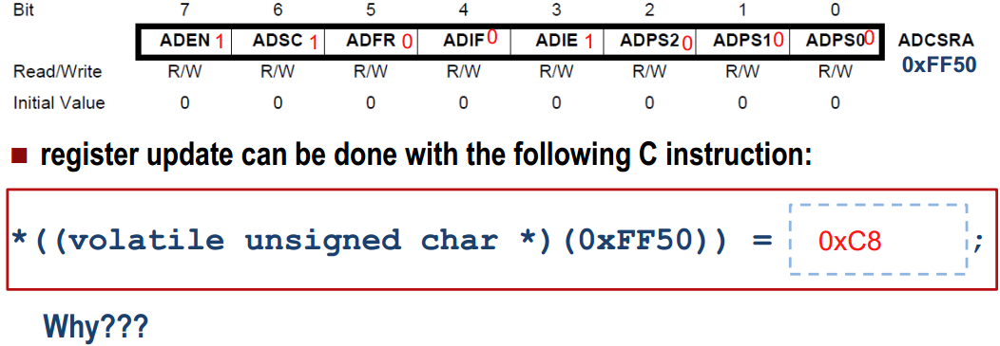 Bit 7 6 5 4 3 2 1 0
ADEN 1 ADSC 1 ADFR 0 ADIF 0 ADIE 1 ADPS2 0 ADPS1 0 ADPS0 0 ADCSRA
Read/Write R/W R/W R/W R/W R/W R/W R/W R/W 0xFF50
Initial Value 0 0 0 0 0 0 0 0
register update can be done with the following C instruction:
*((volatile unsigned char *)(0xFF50)) = 0xC8 ;
Why???